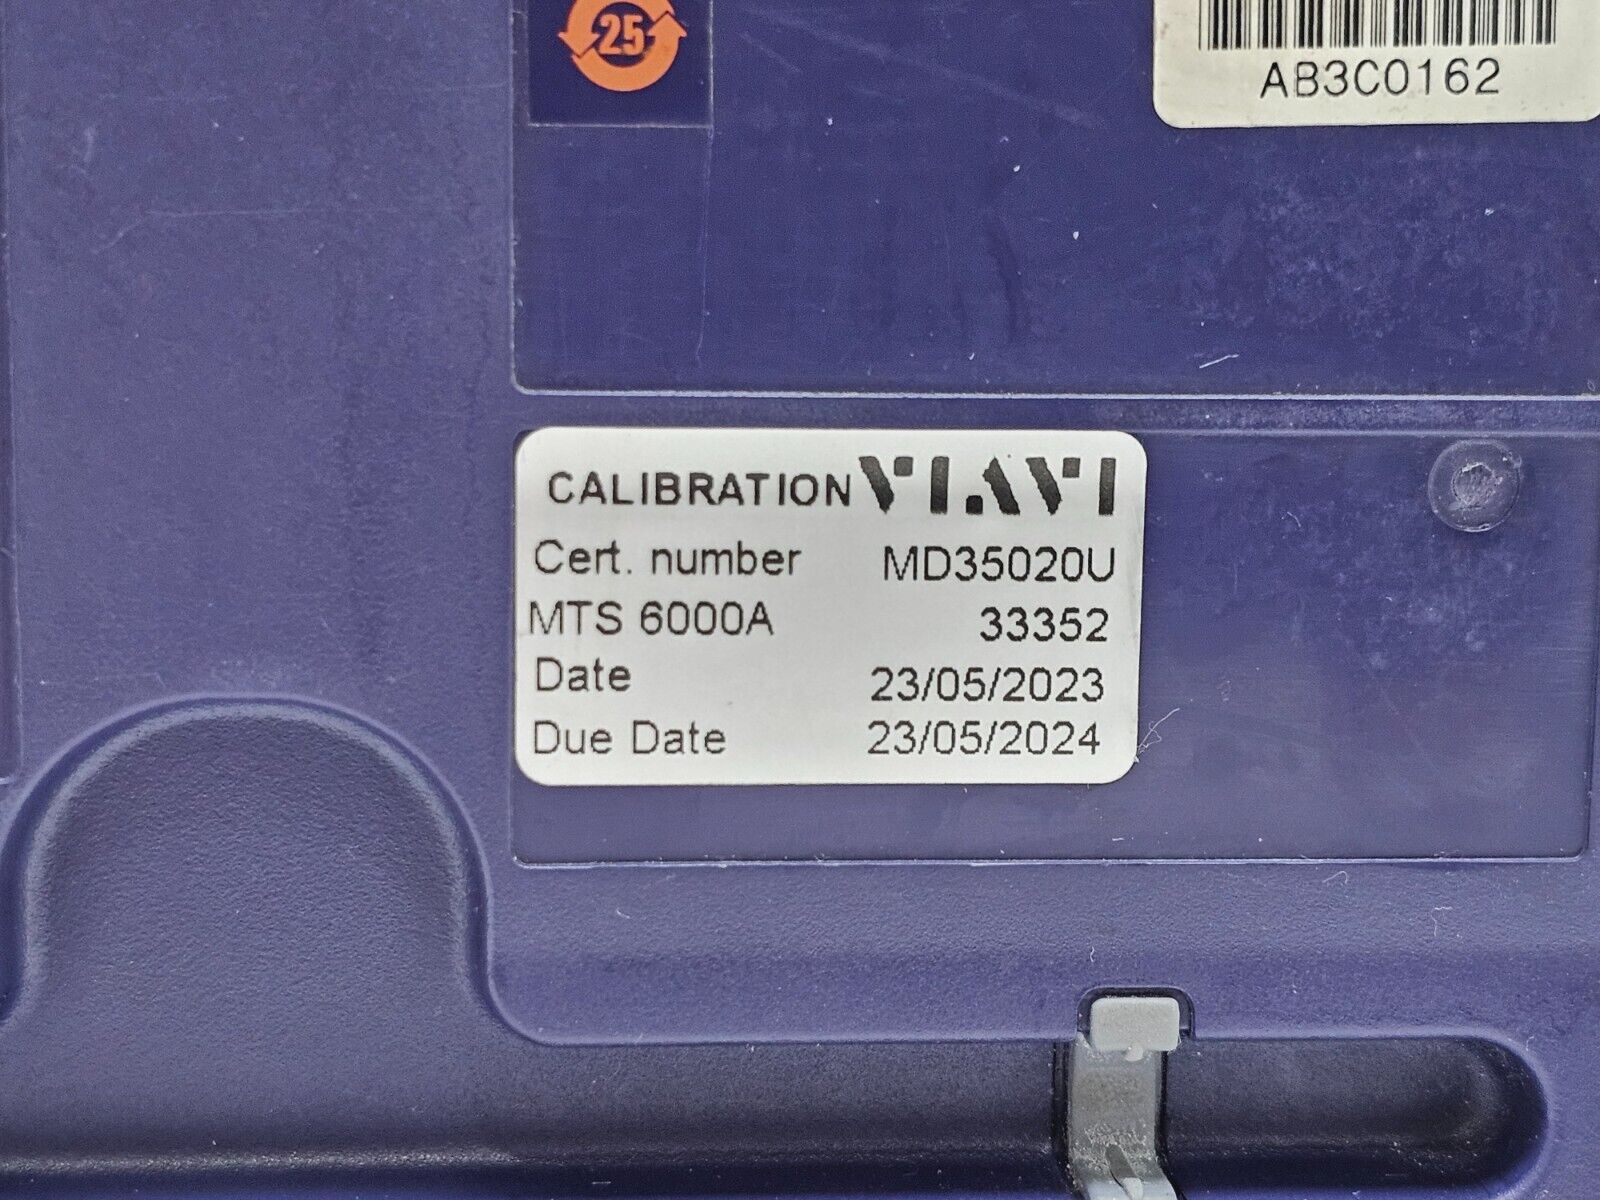 25
AB3C0162
CALIBRATION VIAVI
Cert. number MD35020U
MTS 6000A 33352
Date 23/05/2023
Due Date 23/05/2024